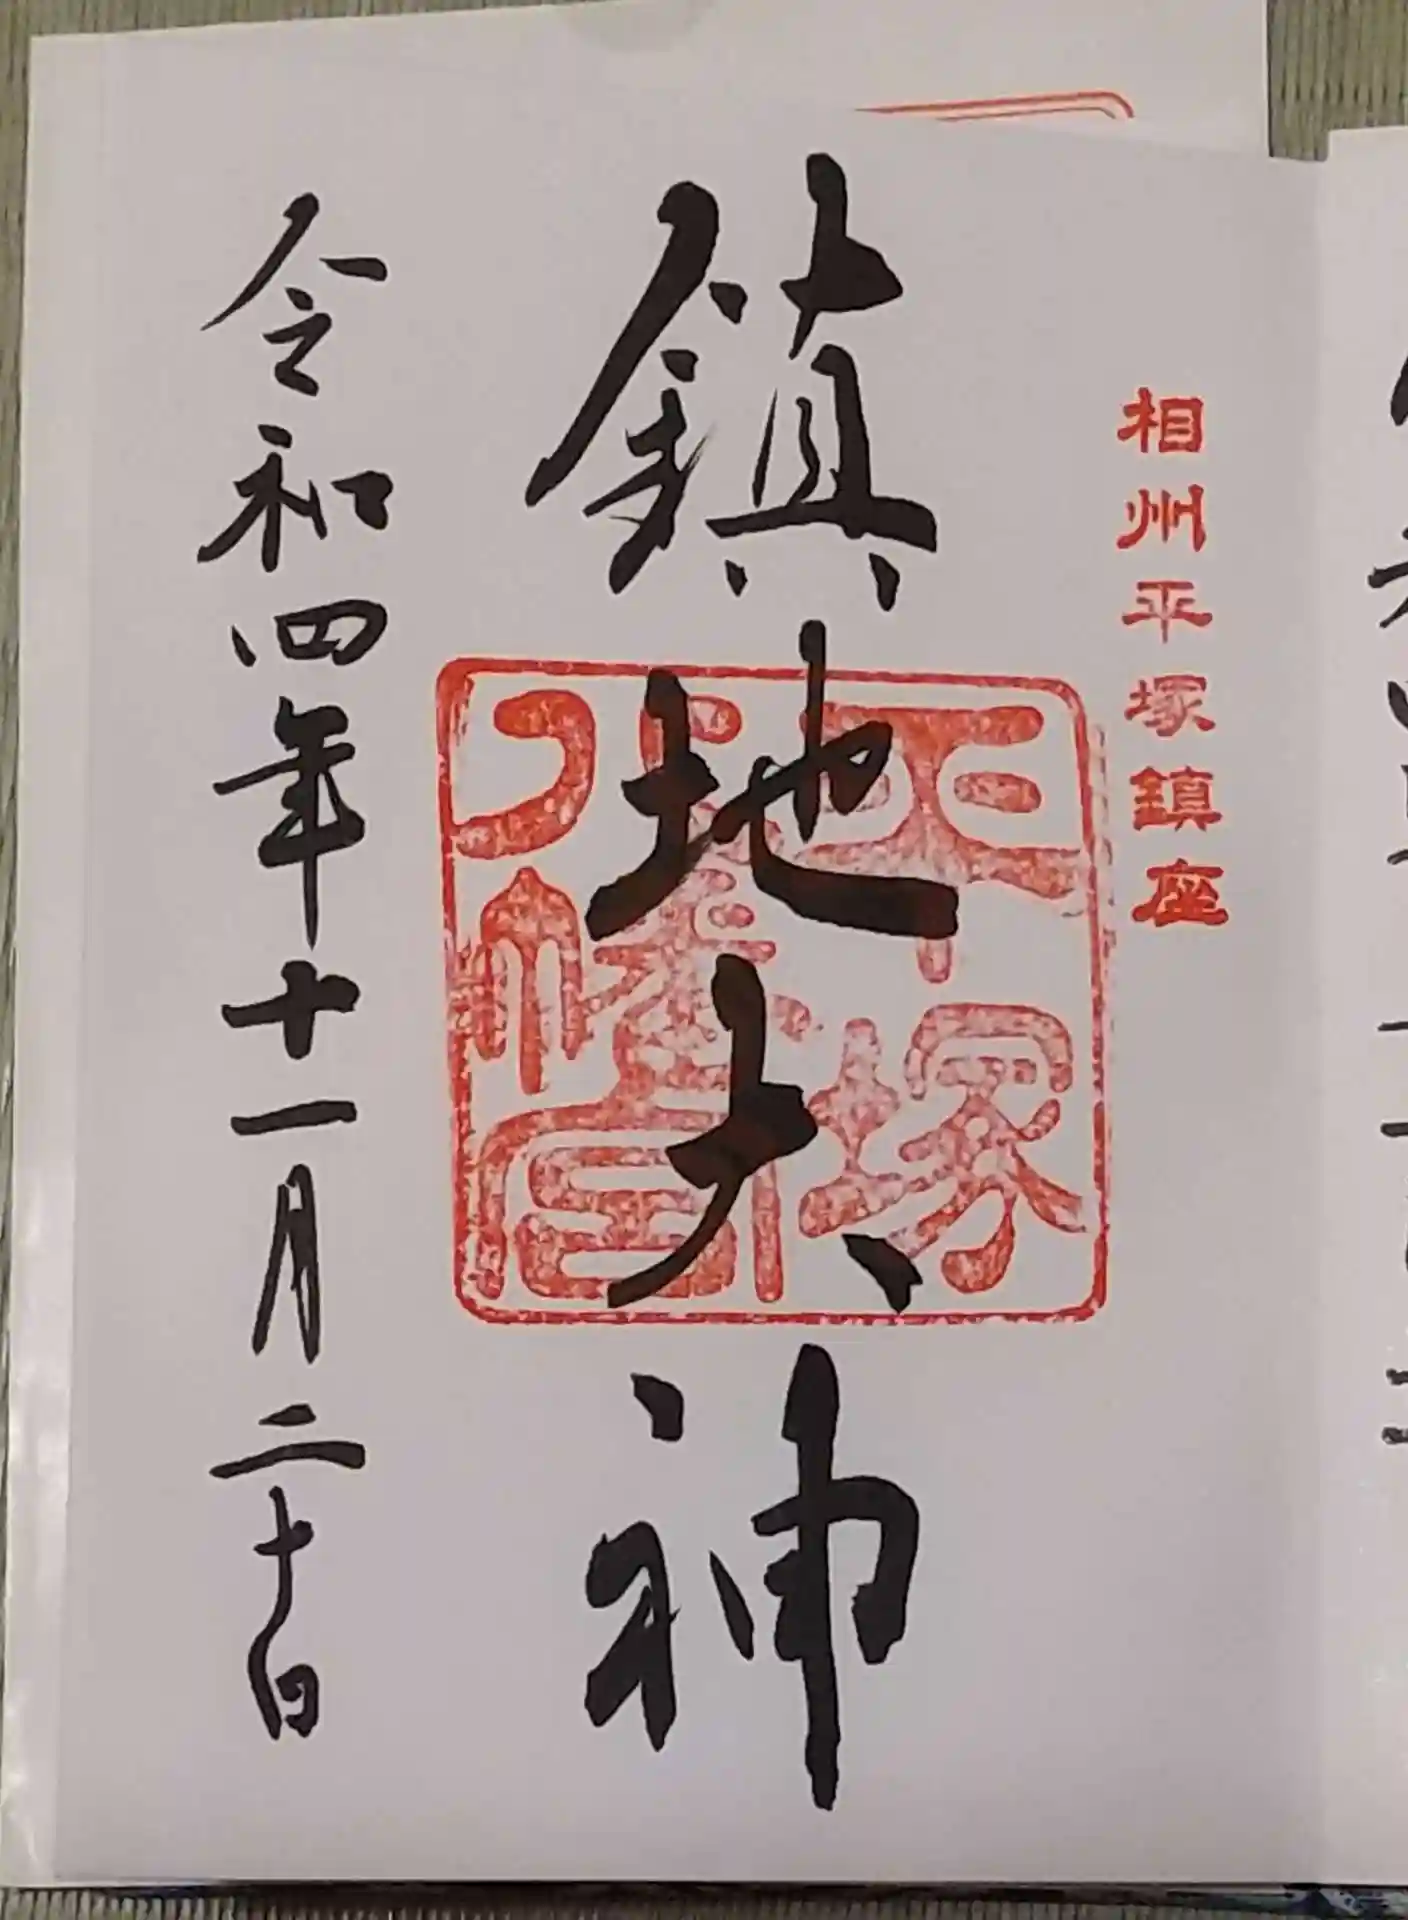 相州平塚鎮座
鎮地大神
平塚
八幡宮
令和四年十一月二十日